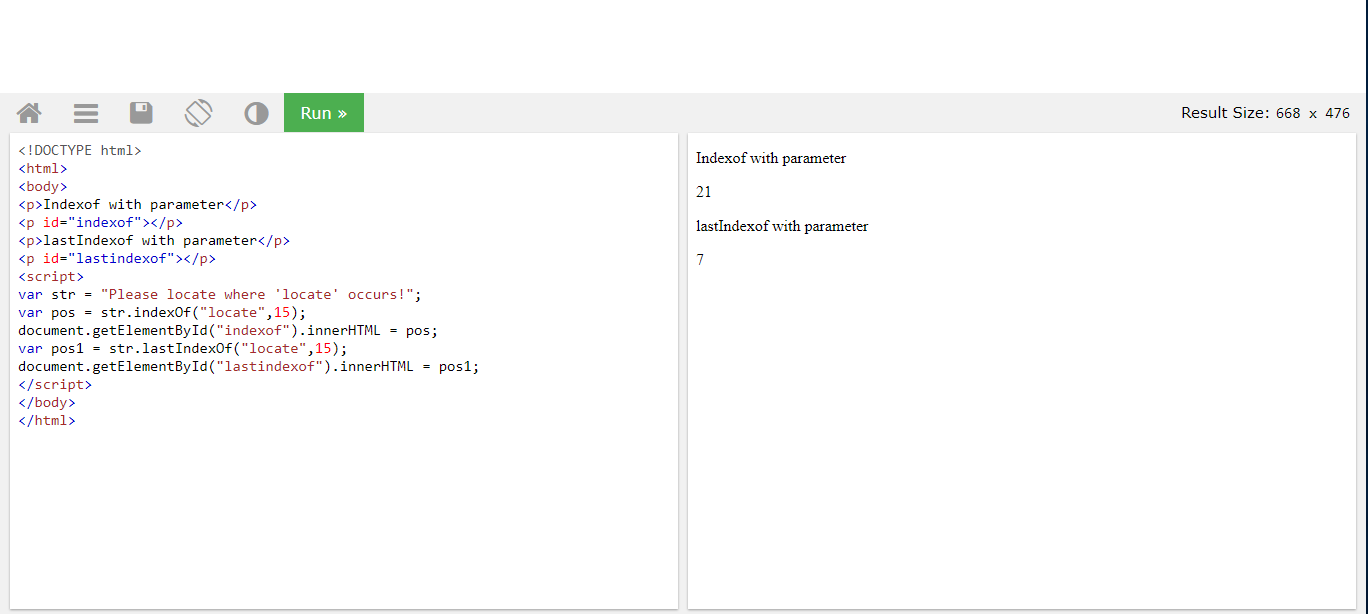 Run »
Result Size: 668 x 476
<!DOCTYPE html>
<html>
<body>
<p>Indexof with parameter</p>
<p id="indexof"></p>
<p>lastIndexof with parameter</p>
<p id="lastindexof"></p>
<script>
var str = "Please locate where 'locate' occurs!";
var pos = str.indexOf("locate",15);
document.getElementById("indexof").innerHTML = pos;
var pos1 = str.lastIndexOf("locate",15);
document.getElementById("lastindexof").innerHTML = pos1;
</script>
</body>
</html>
Indexof with parameter
21
lastIndexof with parameter
7